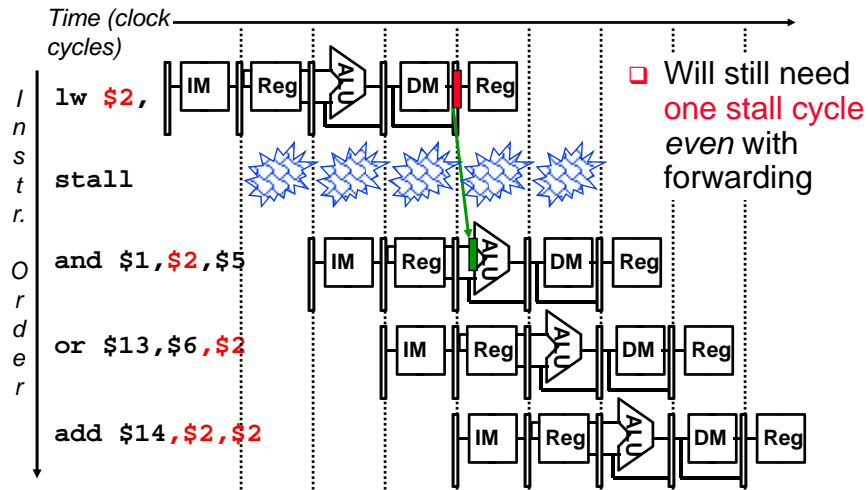 Time (clock
cycles)
Instr. Order
lw $2,
IM Reg ALU DM Reg
stall
and $1,$2,$5
IM Reg ALU DM Reg
or $13,$6,$2
IM Reg ALU DM Reg
add $14,$2,$2
IM Reg ALU DM Reg
Will still need
one stall cycle
even with
forwarding